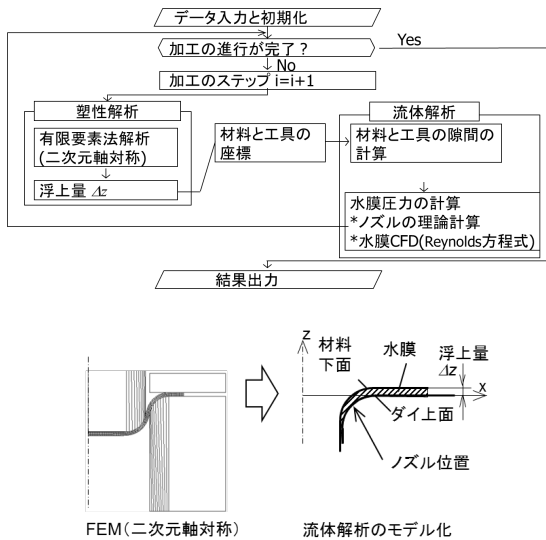 データ入力と初期化
加工の進行が完了？
Yes
No
加工のステップ i=i+1
塑性解析
有限要素法解析
(二次元軸対称)
浮上量 Δz
材料と工具の
座標
流体解析
材料と工具の隙間の
計算
水膜圧力の計算
*ノズルの理論計算
*水膜CFD(Reynolds方程式)
結果出力
z
材料
下面
水膜
浮上量
Δz
x
ダイ上面
ノズル位置
FEM(二次元軸対称)
流体解析のモデル化